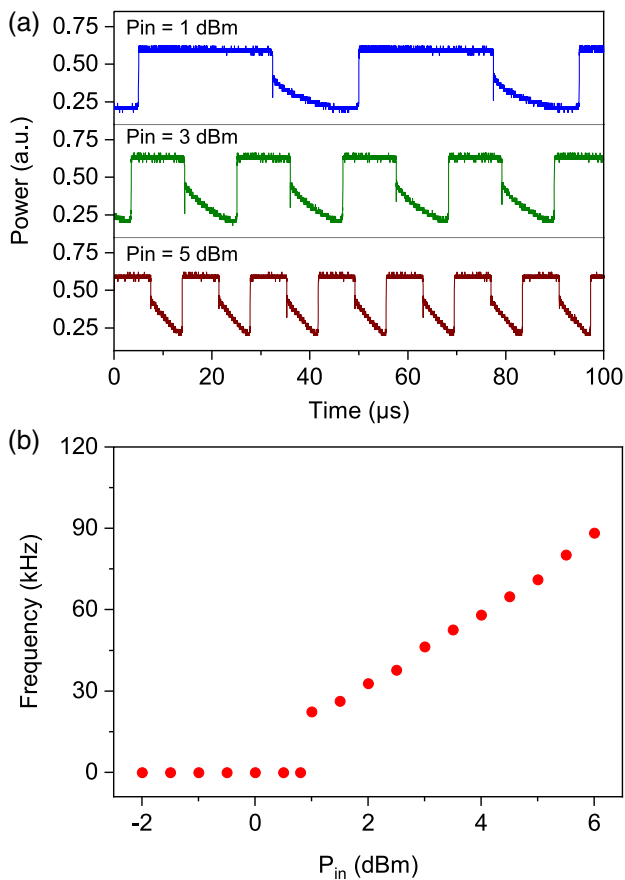 (a)
Power (a.u.)
0.75
0.50
0.25
Pin = 1 dBm
0.75
0.50
0.25
Pin = 3 dBm
0.75
0.50
0.25
Pin = 5 dBm
0 20 40 60 80 100
Time (μs)
(b)
Frequency (kHz)
120
90
60
30
0
-2 0 2 4 6
Pin (dBm)